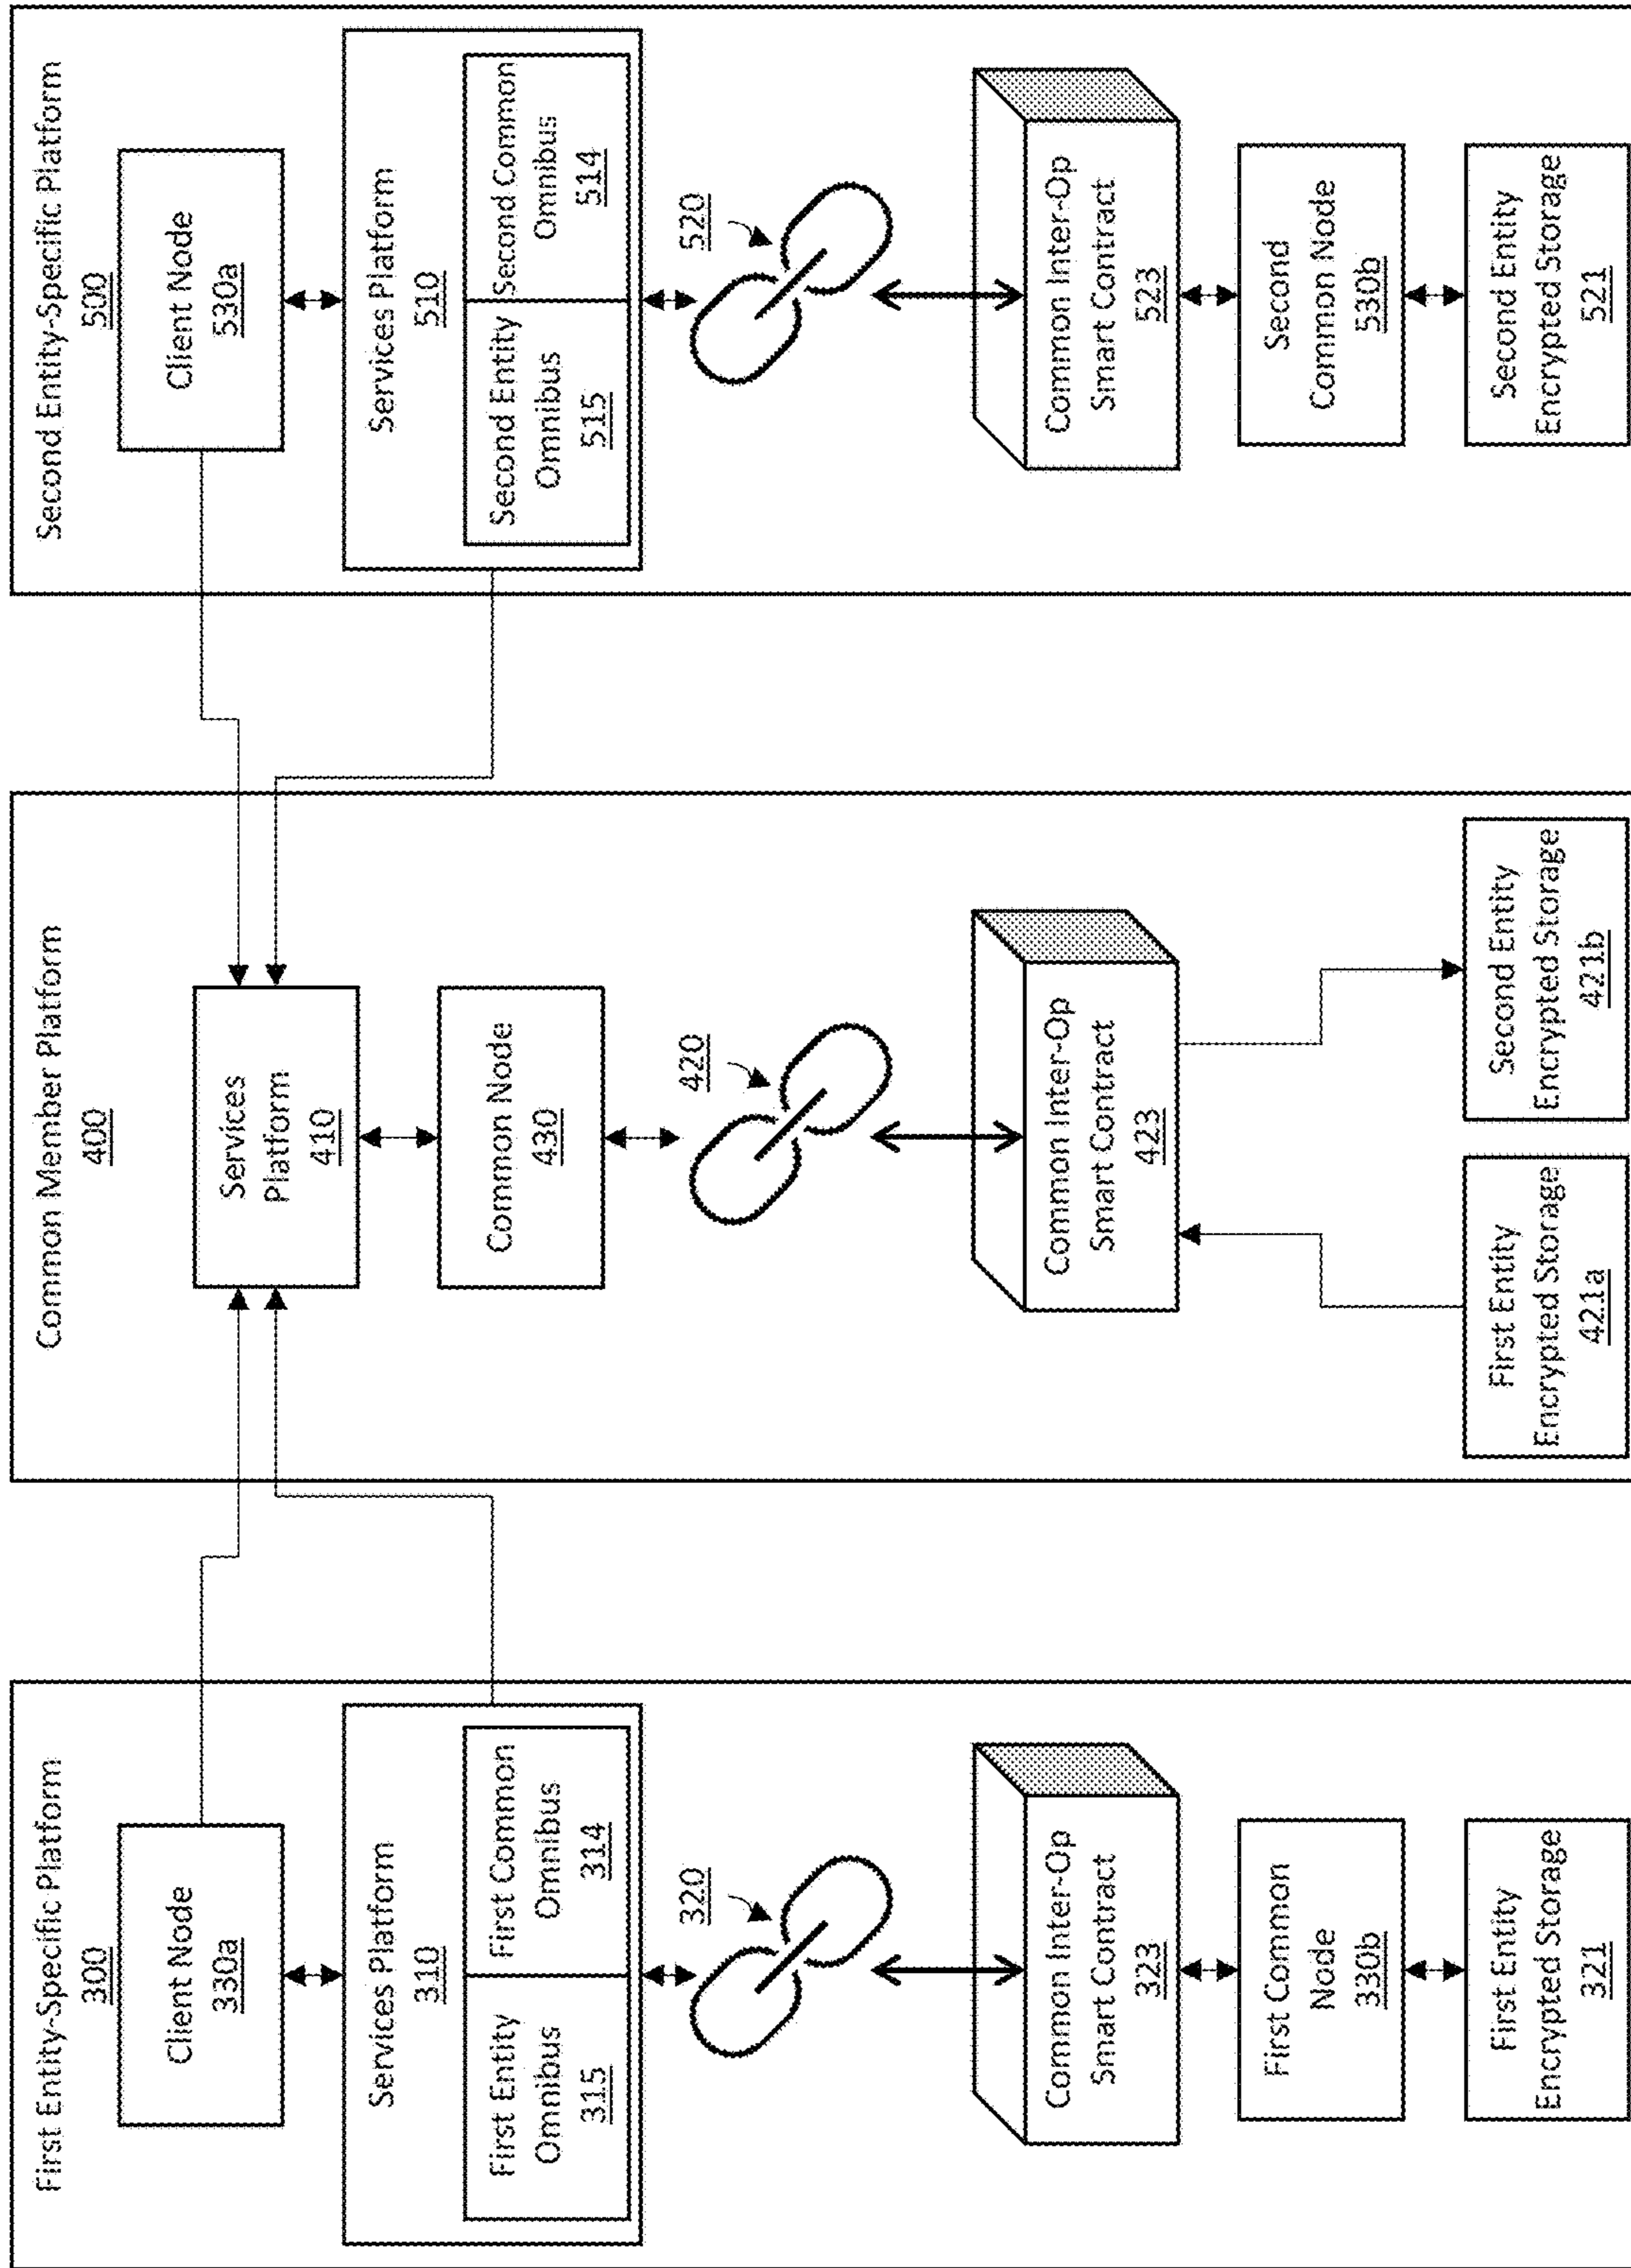 First Entity-Specific Platform
300
Client Node
330a
Services Platform
310
First Entity
Omnibus
315
First Common
Omnibus
314
320
Common Inter-Op
Smart Contract
323
First Common
Node
330b
First Entity
Encrypted Storage
321
Common Member Platform
400
Services
Platform
410
Common Node
430
420
Common Inter-Op
Smart Contract
423
First Entity
Encrypted Storage
421a
Second Entity
Encrypted Storage
421b
Second Entity-Specific Platform
500
Client Node
530a
Services Platform
510
Second Entity
Omnibus
515
Second Common
Omnibus
514
520
Common Inter-Op
Smart Contract
523
Second
Common Node
530b
Second Entity
Encrypted Storage
521